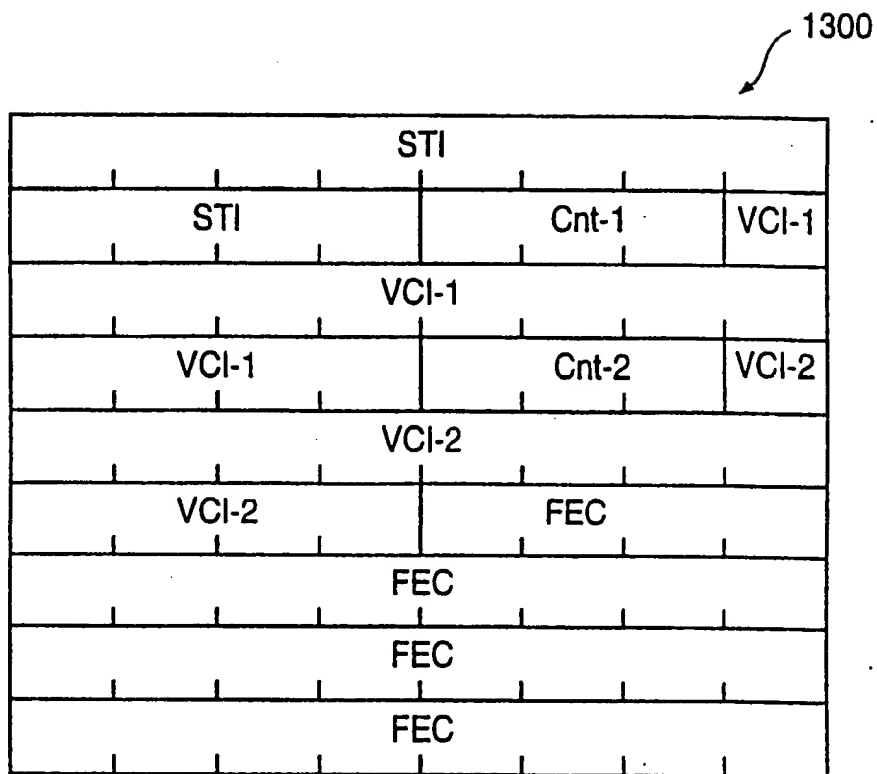 1300
STI
STI Cnt-1 VCI-1
VCI-1
VCI-1 Cnt-2 VCI-2
VCI-2
VCI-2 FEC
FEC
FEC
FEC